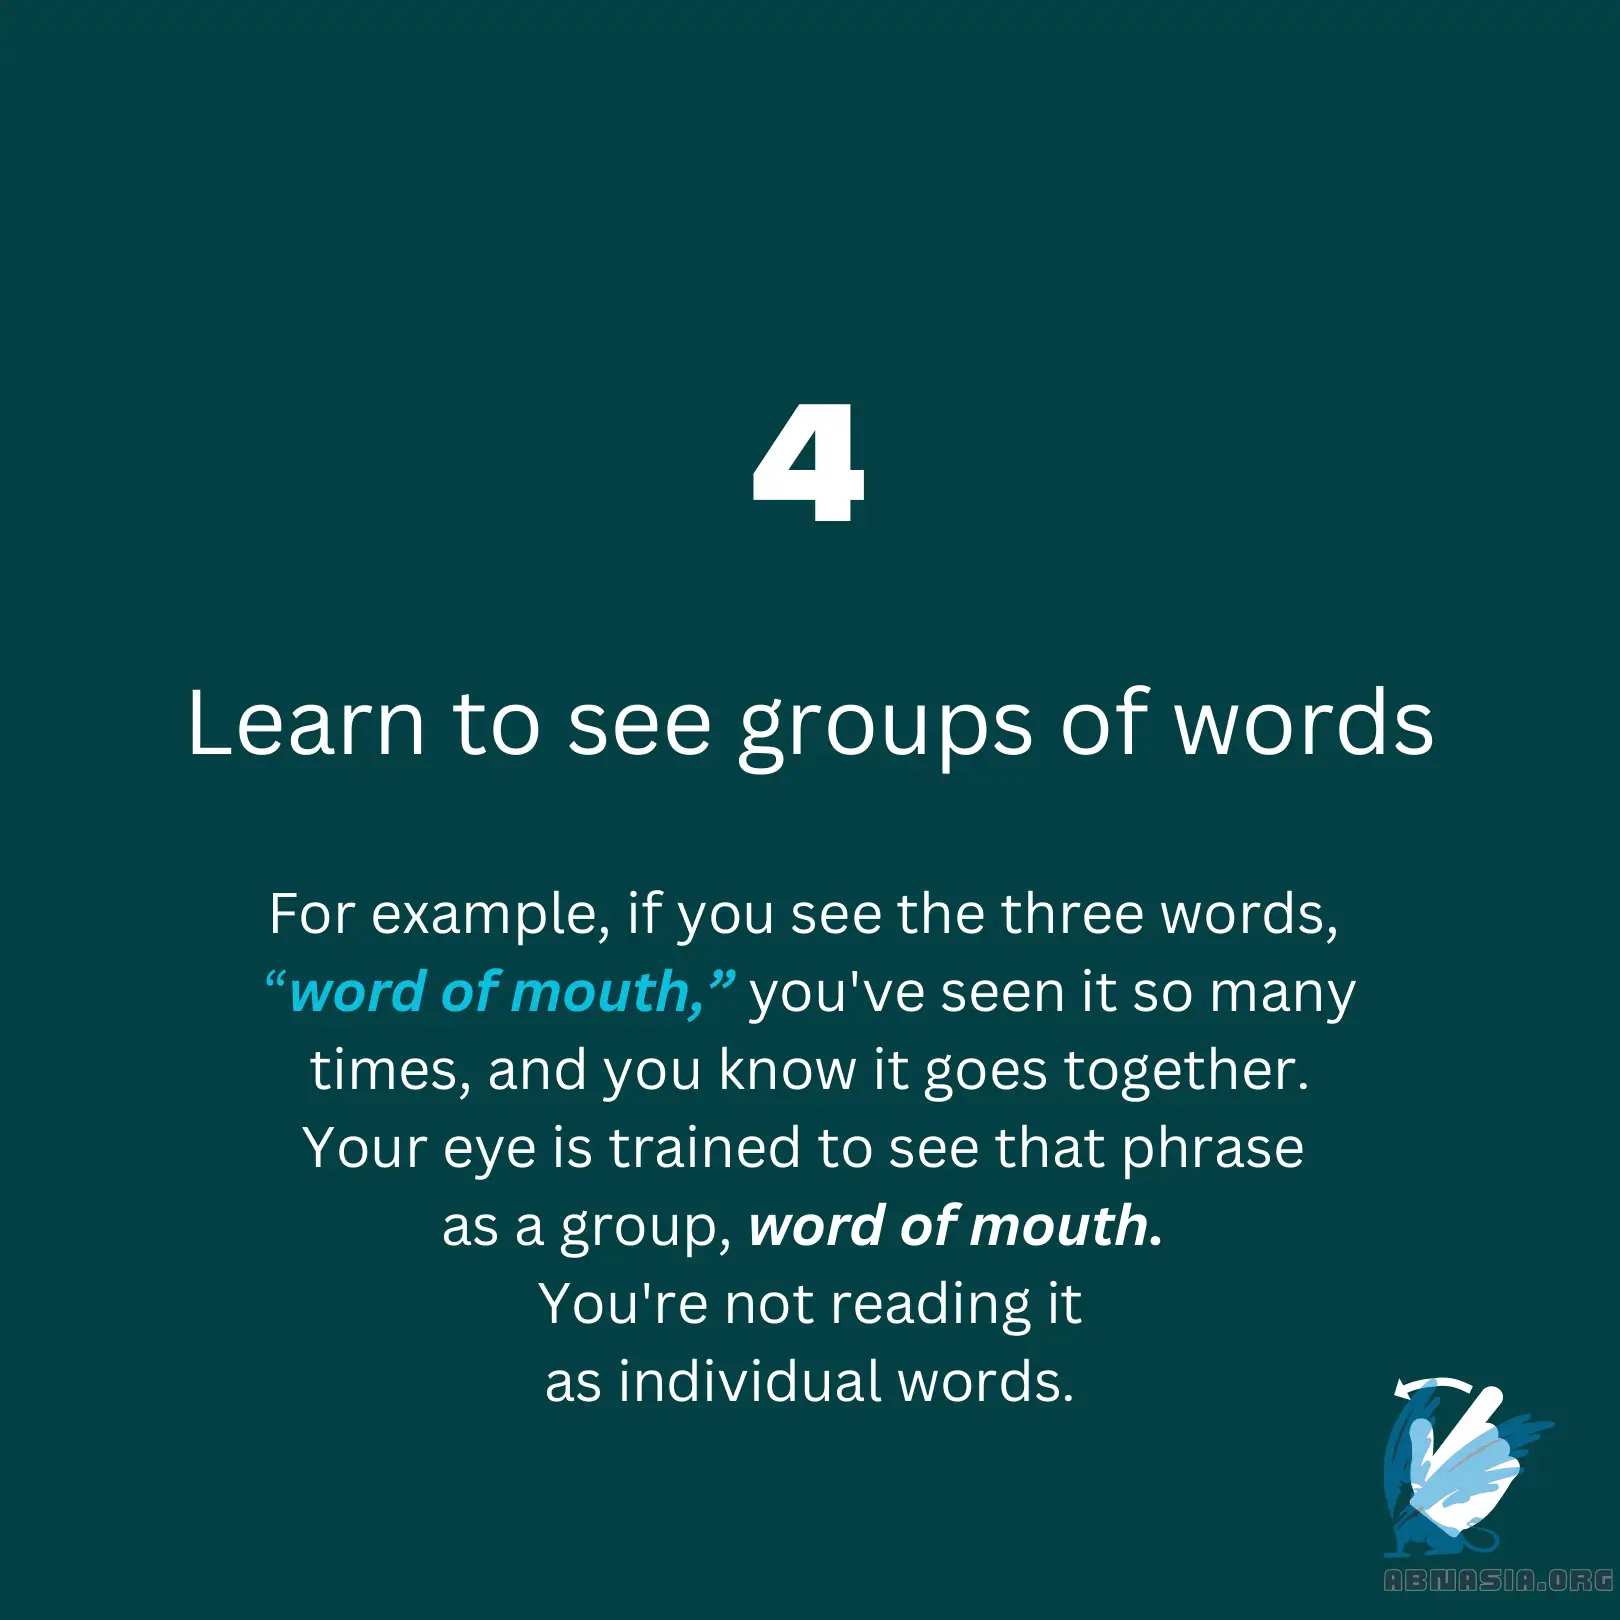 4
Learn to see groups of words
For example, if you see the three words,
“word of mouth,” you've seen it so many
times, and you know it goes together.
Your eye is trained to see that phrase
as a group, word of mouth.
You're not reading it
as individual words.
ABNASIA.ORG